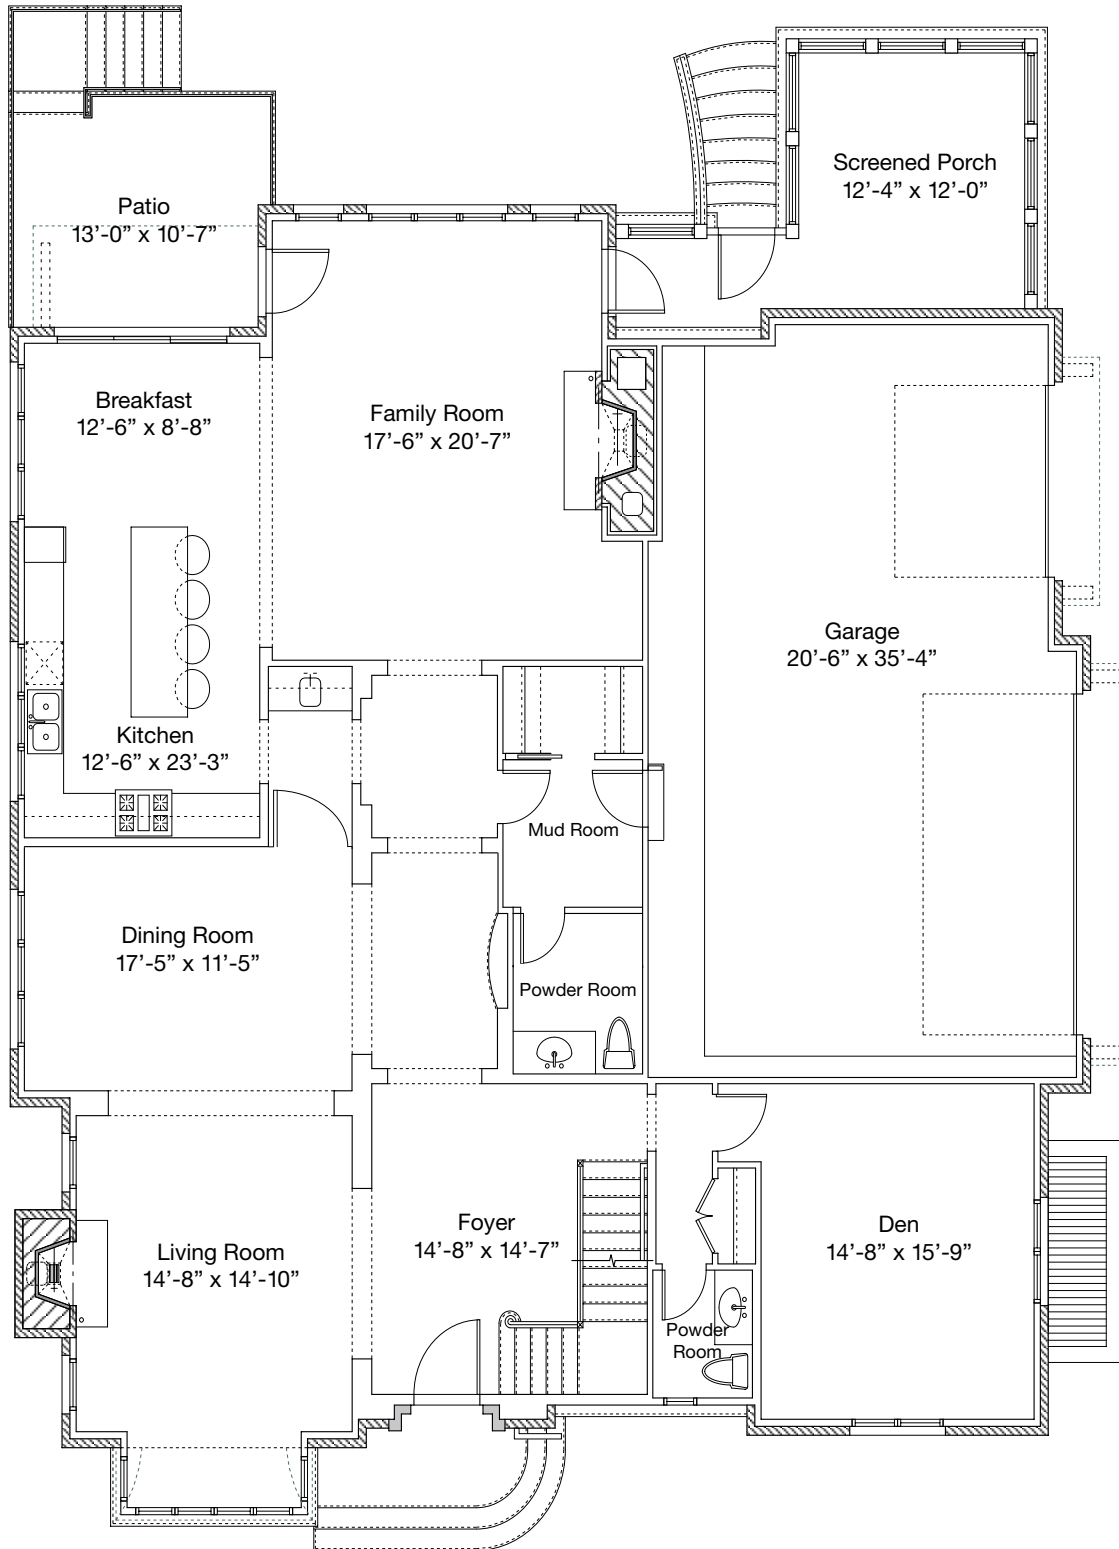 Screened Porch
12’-4” x 12’-0”
Patio
13’-0” x 10’-7”
Breakfast
12’-6” x 8’-8”
Family Room
17’-6” x 20’-7”
Garage
20’-6” x 35’-4”
Kitchen
12’-6” x 23’-3”
Mud Room
Dining Room
17’-5” x 11’-5”
Powder Room
Foyer
14’-8” x 14’-7”
Den
14’-8” x 15’-9”
Living Room
14’-8” x 14’-10”
Powder
Room